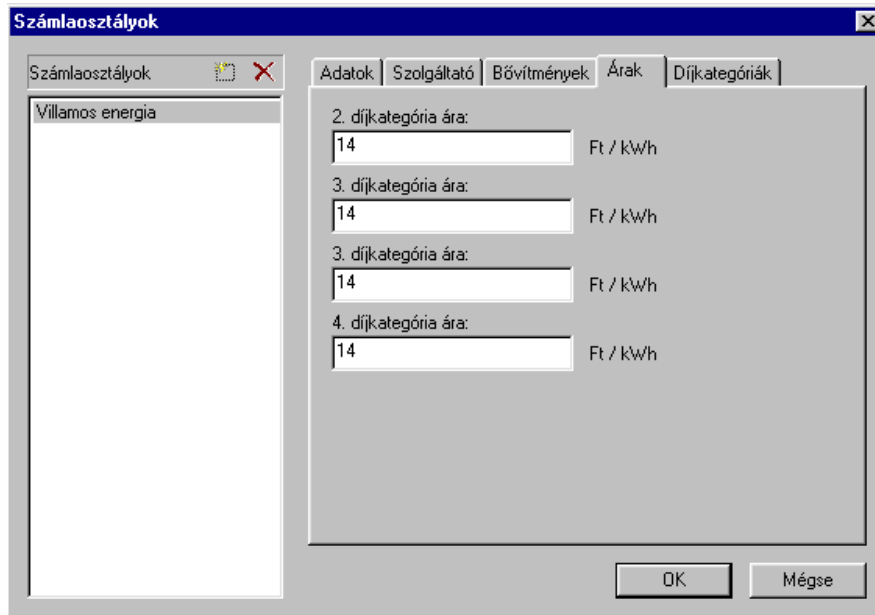 Számlaosztályok
Számlaosztályok
Villamos energia
Adatok Szolgáltató Bővítmények Árak Díjkategóriák
2. díjkategória ára:
14 Ft / kWh
3. díjkategória ára:
14 Ft / kWh
3. díjkategória ára:
14 Ft / kWh
4. díjkategória ára:
14 Ft / kWh
OK Mégse